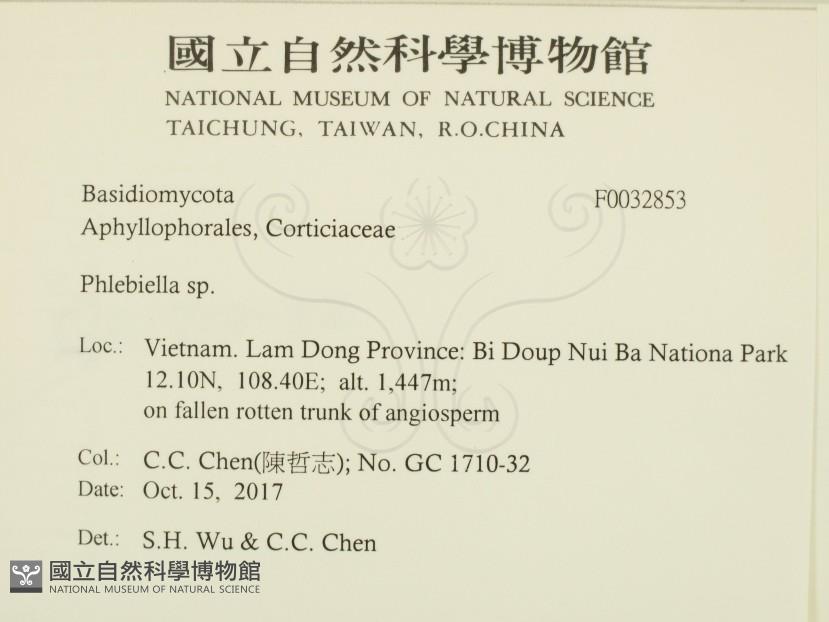 國立自然科學博物館
NATIONAL MUSEUM OF NATURAL SCIENCE
TAICHUNG, TAIWAN, R.O.CHINA
Basidiomycota F0032853
Aphyllophorales, Corticiaceae
Phlebiella sp.
Loc.: Vietnam. Lam Dong Province: Bi Doup Nui Ba Nationa Park
12.10N, 108.40E; alt. 1,447m;
on fallen rotten trunk of angiosperm
Col.: C.C. Chen(陳哲志); No. GC 1710-32
Date: Oct. 15, 2017
Det.: S.H. Wu & C.C. Chen
國立自然科學博物館
NATIONAL MUSEUM OF NATURAL SCIENCE